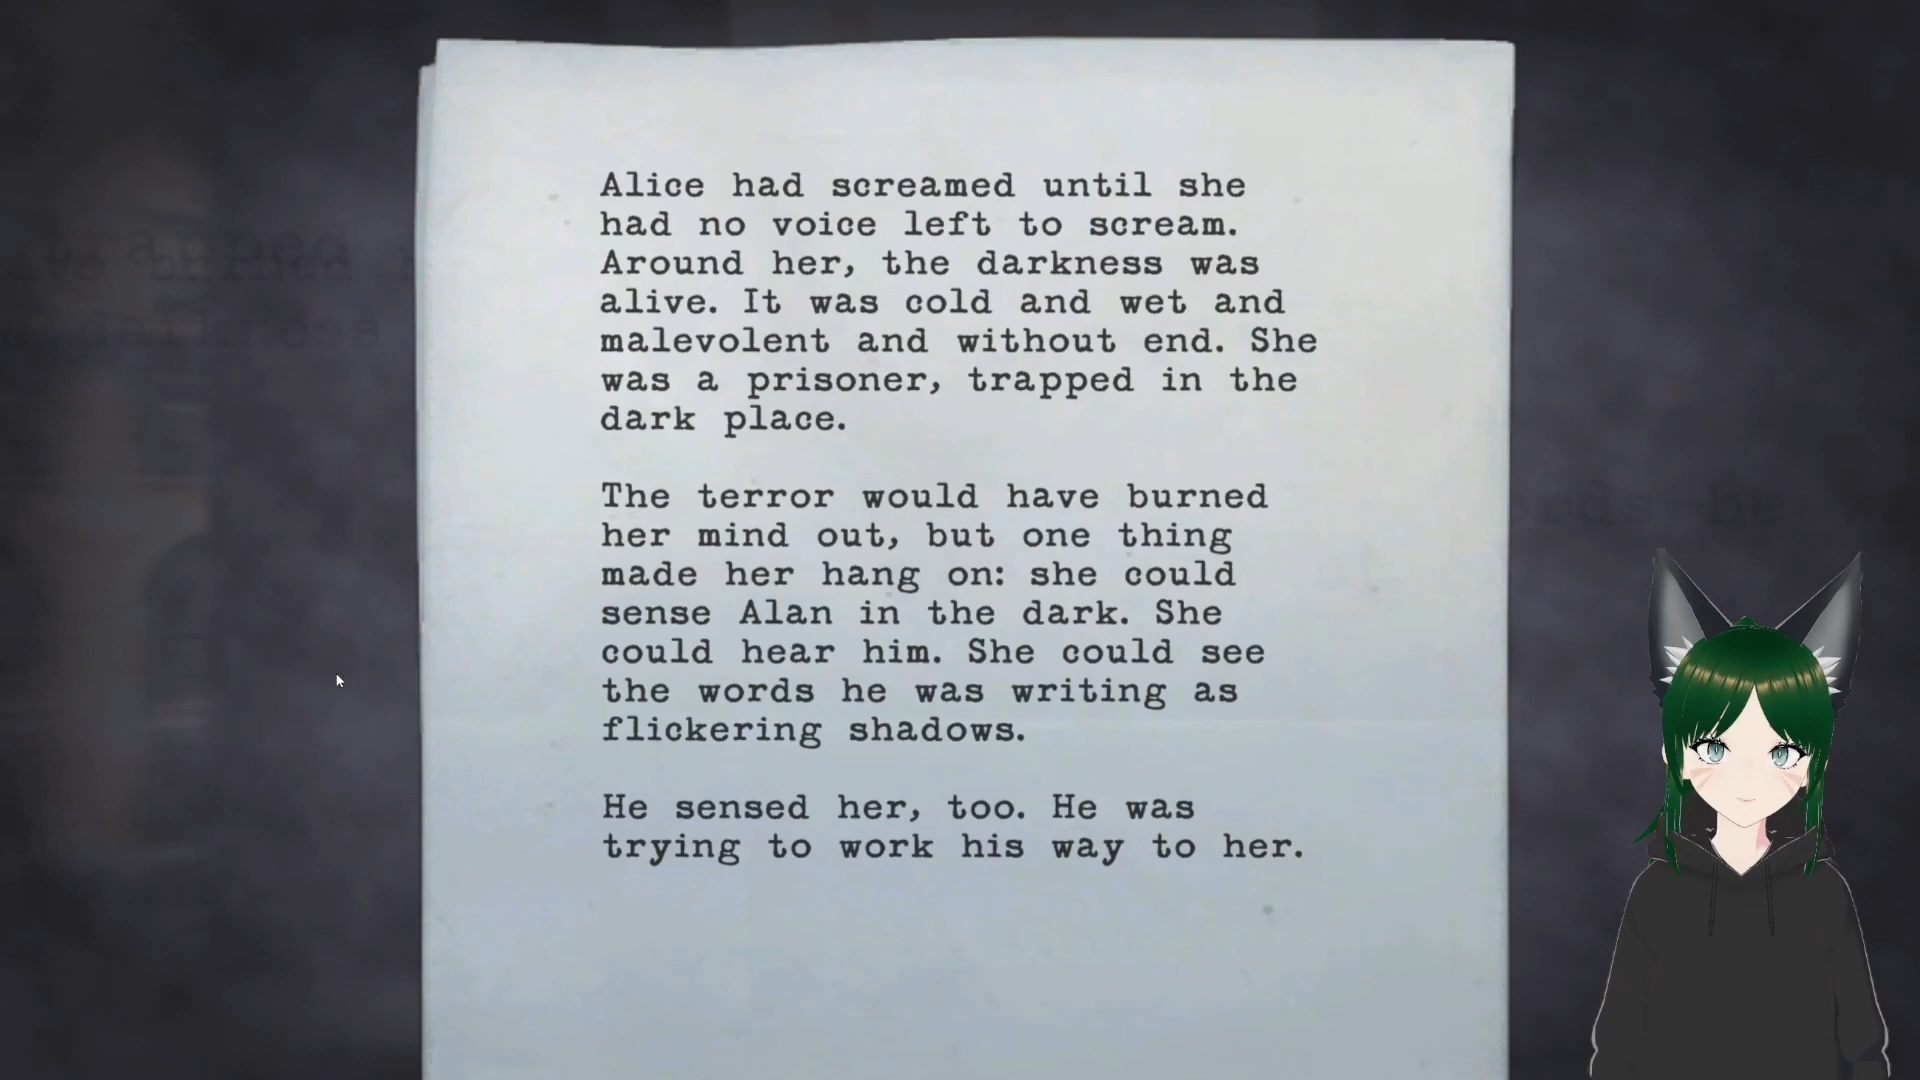 Alice had screamed until she
had no voice left to scream.
Around her, the darkness was
alive. It was cold and wet and
malevolent and without end. She
was a prisoner, trapped in the
dark place.
The terror would have burned
her mind out, but one thing
made her hang on: she could
sense Alan in the dark. She
could hear him. She could see
the words he was writing as
flickering shadows.
He sensed her, too. He was
trying to work his way to her.
trapped
darkness